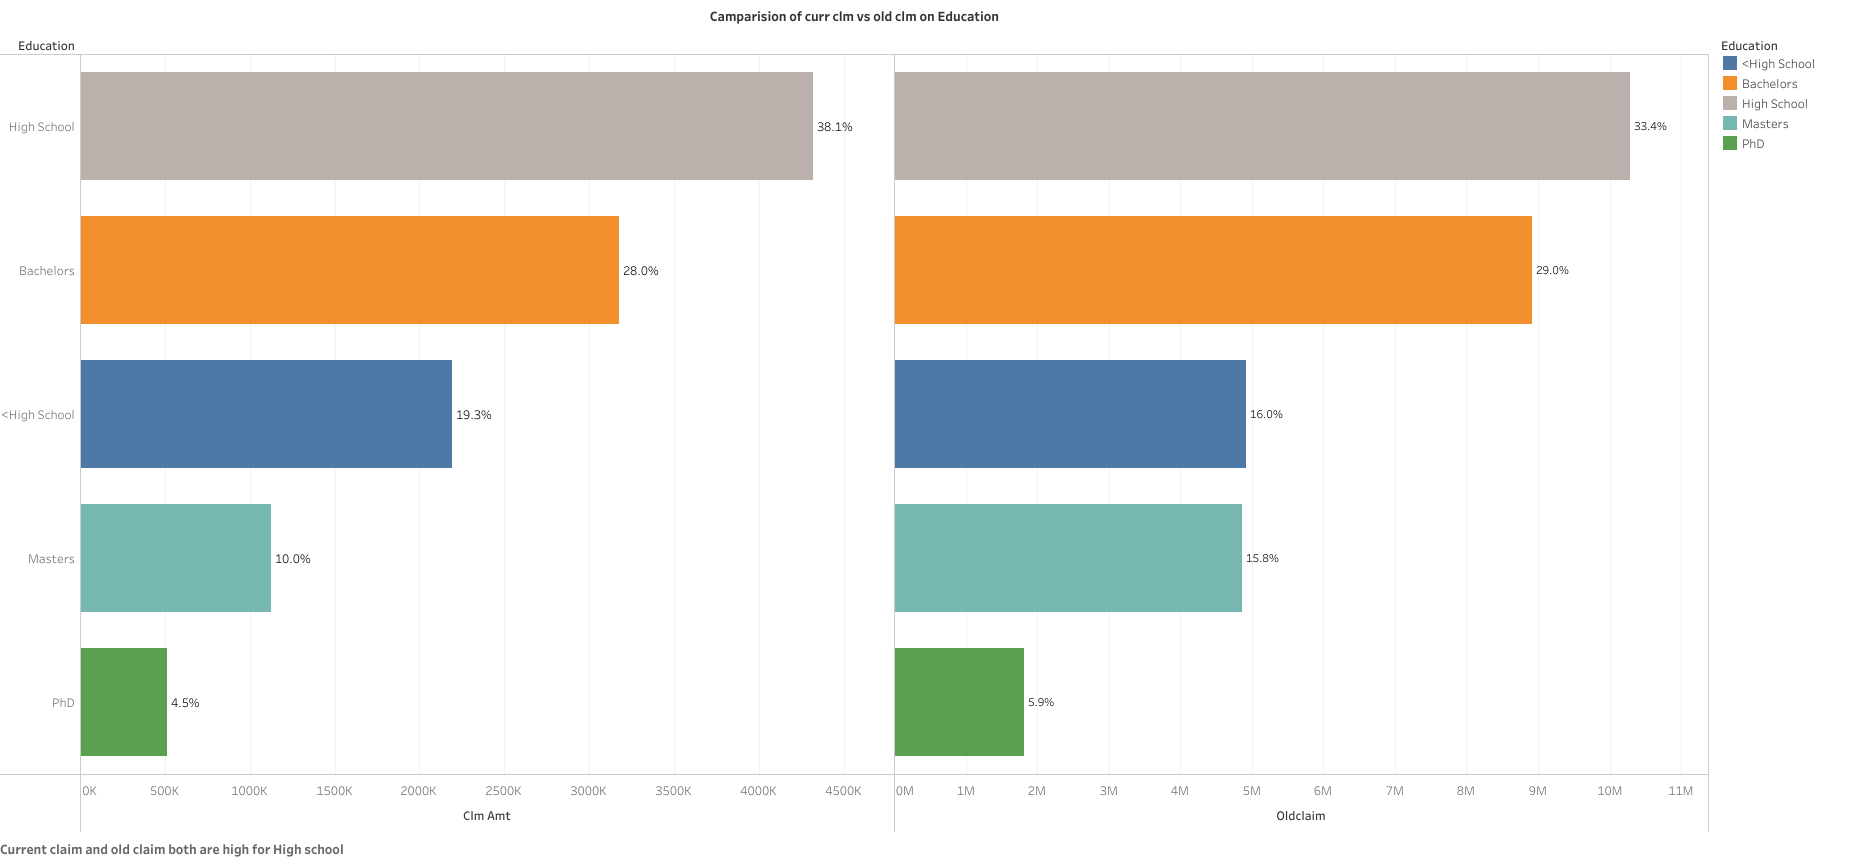 Camparision of curr clm vs old clm on Education
Education
High School
38.1%
33.4%
Bachelors
28.0%
29.0%
<High School
19.3%
16.0%
Masters
10.0%
15.8%
PhD
4.5%
5.9%
0K 500K 1000K 1500K 2000K 2500K 3000K 3500K 4000K 4500K
0M 1M 2M 3M 4M 5M 6M 7M 8M 9M 10M 11M
Clm Amt
Oldclaim
Education
<High School
Bachelors
High School
Masters
PhD
Current claim and old claim both are high for High school